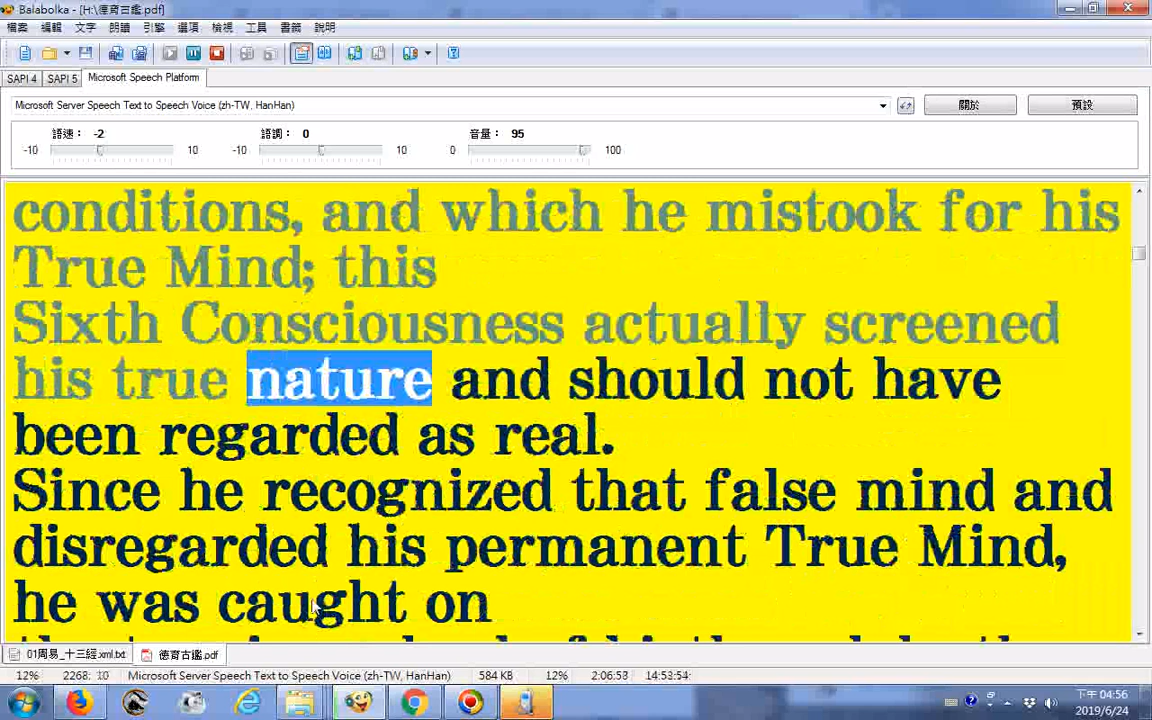 Balabolka - [H:\德育古鑑.pdf]
檔案 編輯 文字 朗讀 引擎 選項 檢視 工具 書籤 說明
SAPI 4 SAPI 5 Microsoft Speech Platform
Microsoft Server Speech Text to Speech Voice (zh-TW, HanHan) 關於 預設
語速： -2 語調： 0 音量： 95
-10 10 -10 10 0 100
conditions, and which he mistook for his
True Mind; this
Sixth Consciousness actually screened
his true nature and should not have
been regarded as real.
Since he recognized that false mind and
disregarded his permanent True Mind,
he was caught on
01周易_十三經.xml.txt 德育古鑑.pdf
12% 2268: 10 Microsoft Server Speech Text to Speech Voice (zh-TW, HanHan) 584 KB 12% 2:06:53 14:53:54
下午 04:56
2019/6/24